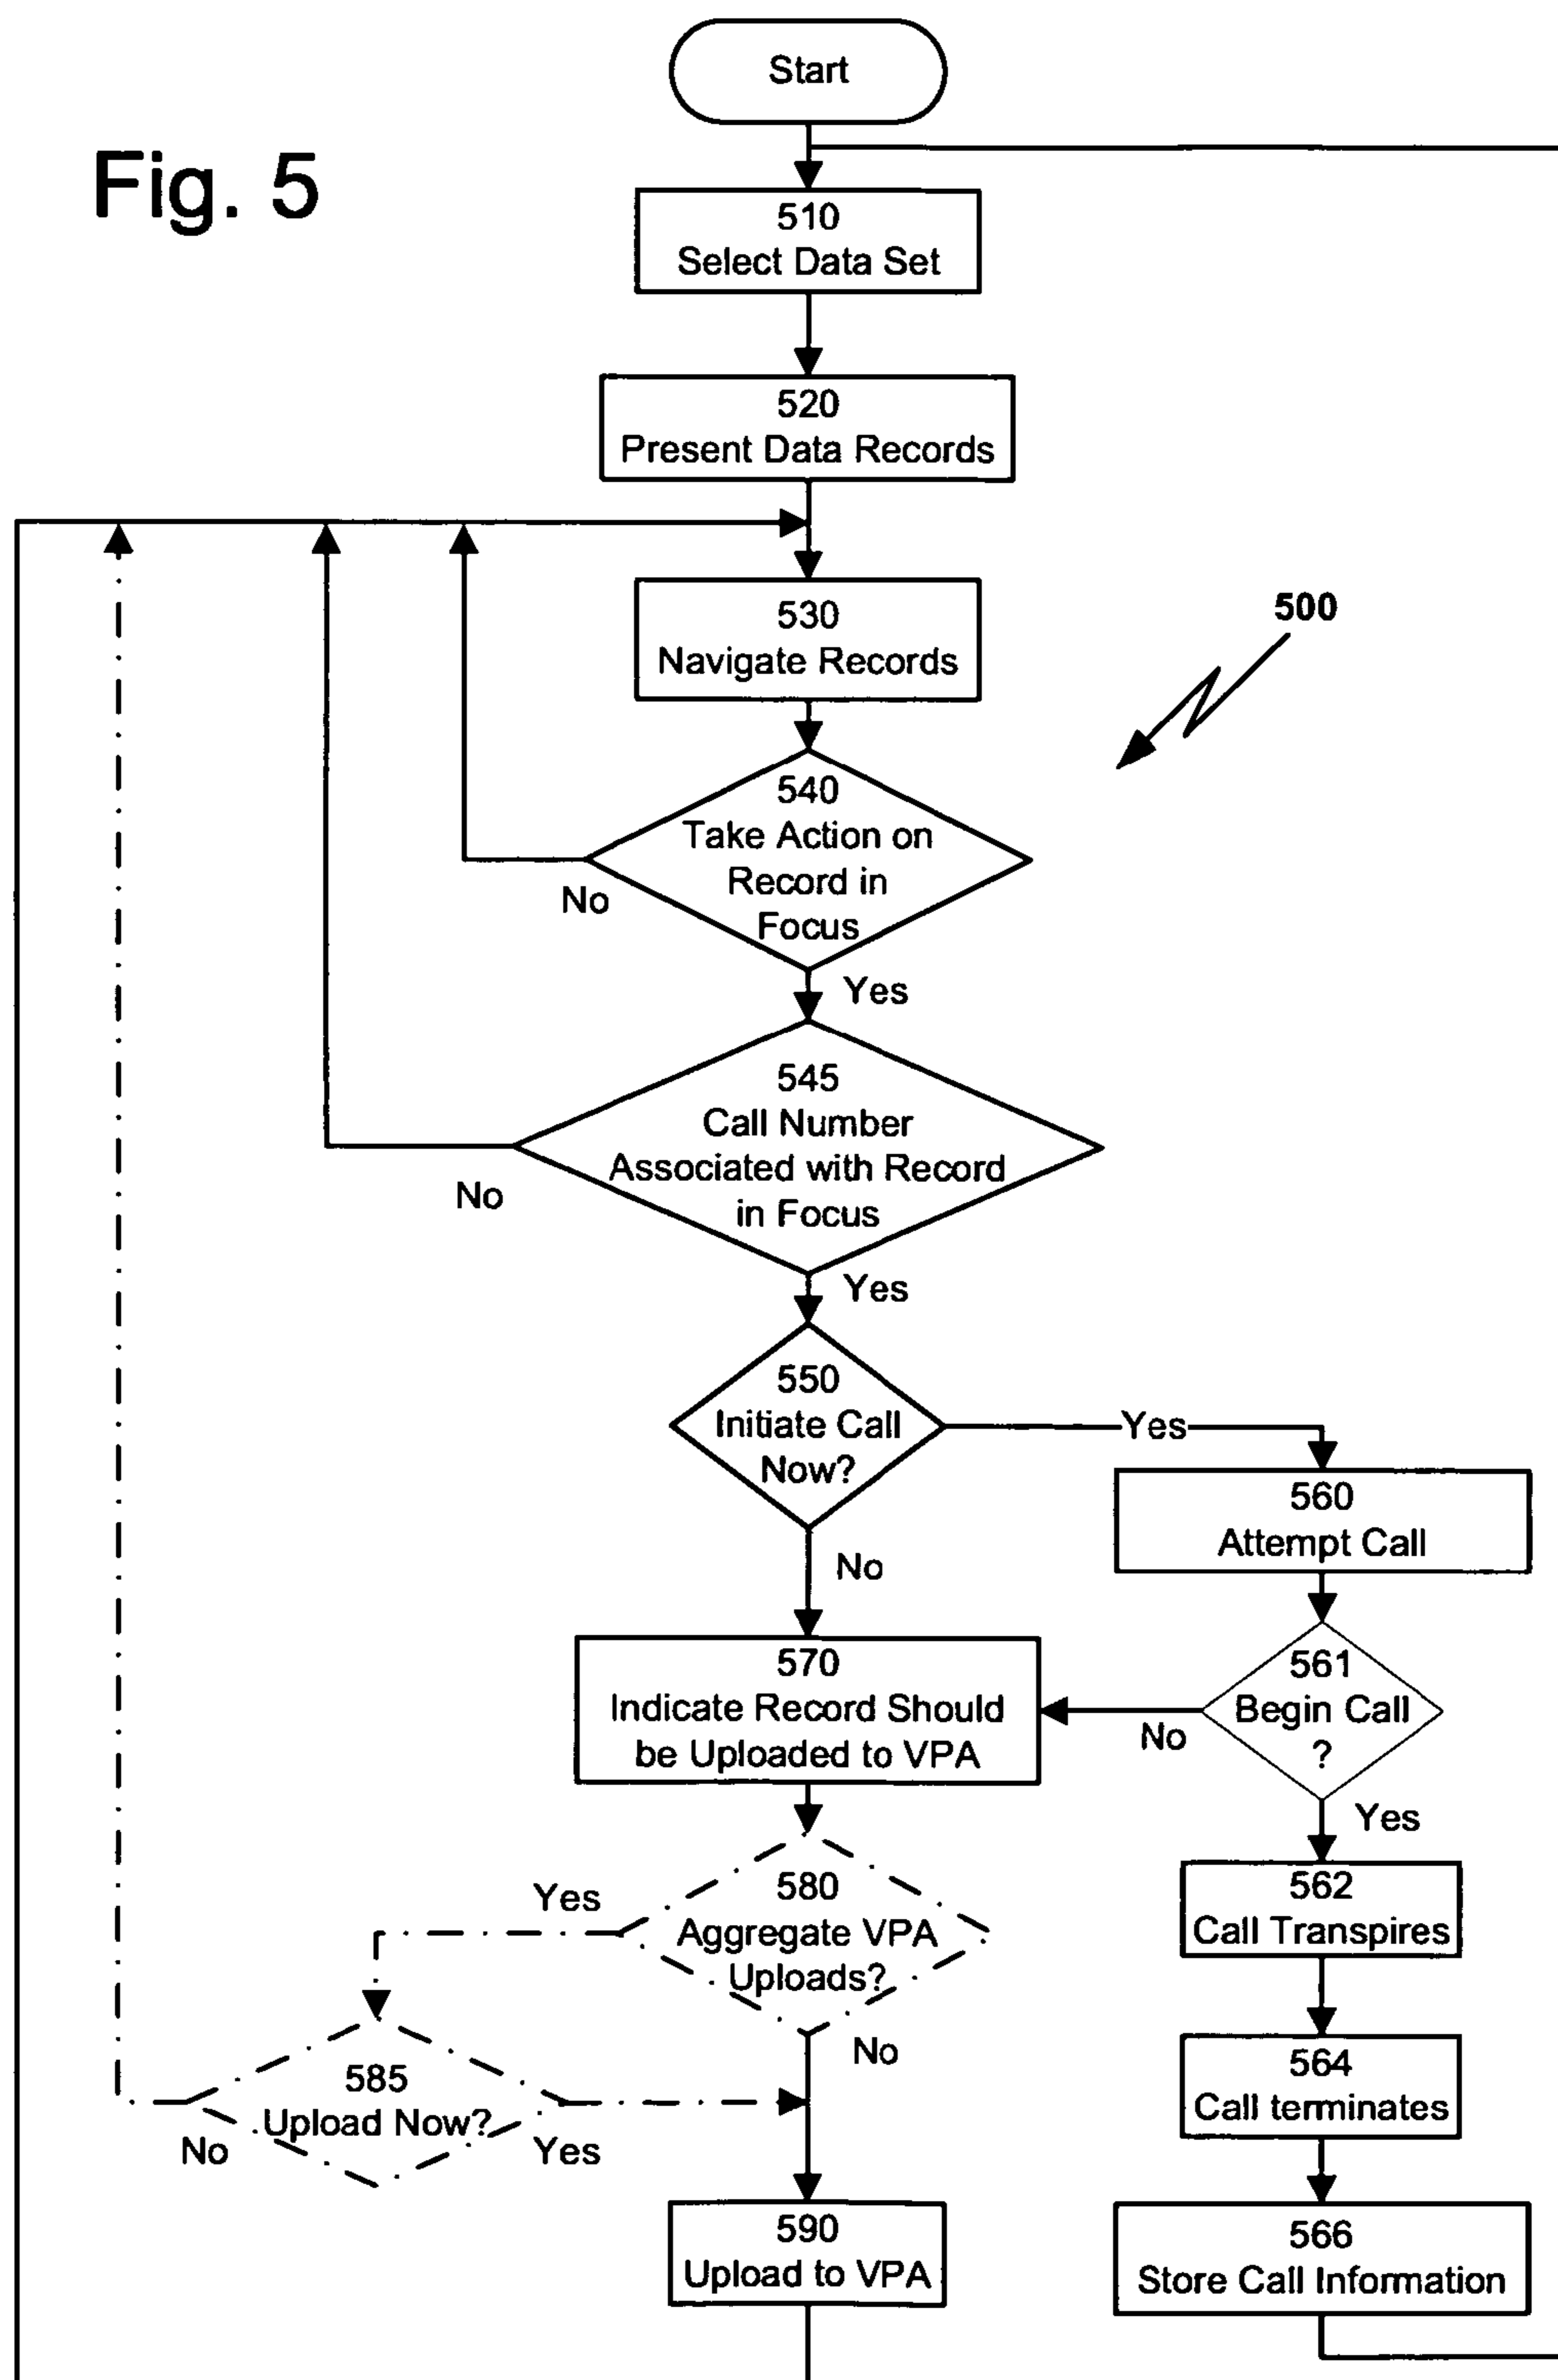 Start
Fig. 5
510
Select Data Set
520
Present Data Records
530
Navigate Records
500
540
Take Action on
Record in
Focus
No
Yes
545
Call Number
Associated with Record
in Focus
No
Yes
550
Initiate Call
Now?
Yes
No
560
Attempt Call
570
Indicate Record Should
be Uploaded to VPA
561
Begin Call
?
No
Yes
580
Aggregate VPA
Uploads?
Yes
No
562
Call Transpires
564
Call terminates
585
Upload Now?
No
Yes
590
Upload to VPA
566
Store Call Information